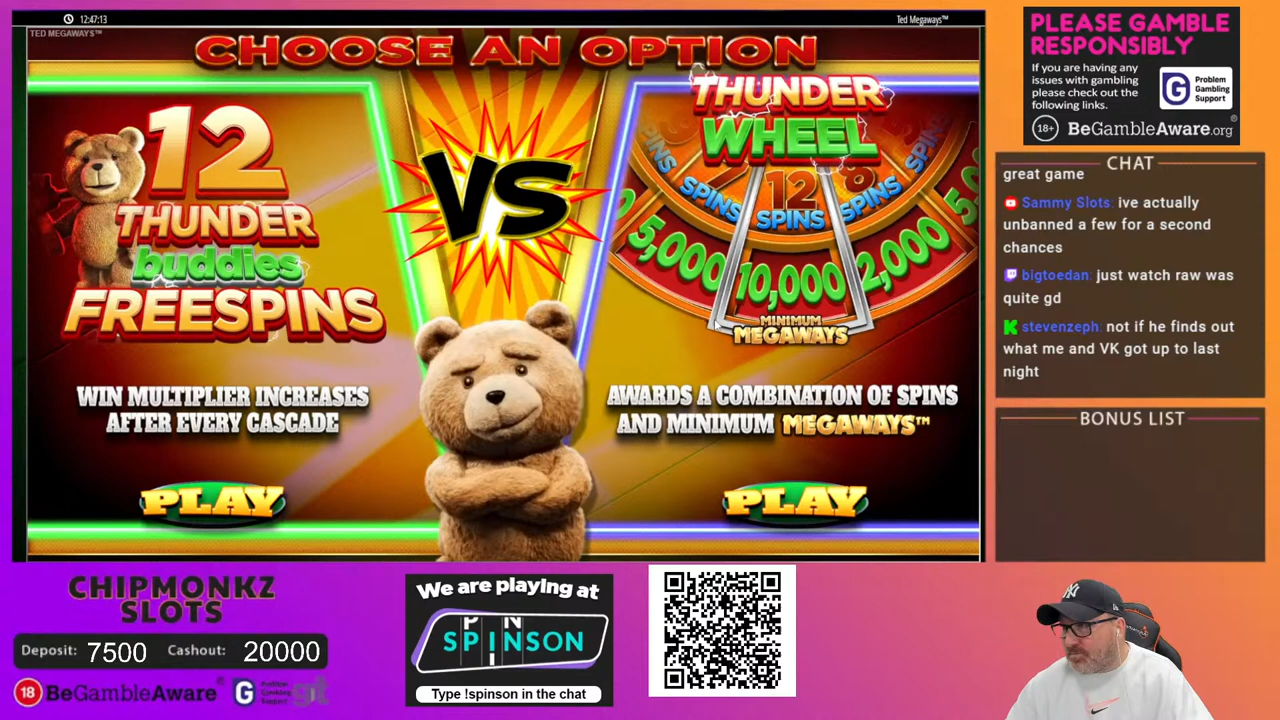 12:47:13
Ted Megaways™
TED MEGAWAYS™
CHOOSE AN OPTION
12
THUNDER
buddies
FREESPINS
WIN MULTIPLIER INCREASES
AFTER EVERY CASCADE
PLAY
VS
THUNDER
WHEEL
SPINS
SPINS
12
SPINS
8
SPINS
SPINS
5,000
10,000
2,000
MINIMUM
MEGAWAYS
AWARDS A COMBINATION OF SPINS
AND MINIMUM MEGAWAYS™
PLAY
PLEASE GAMBLE
RESPONSIBLY
If you are having any
issues with gambling
please check out the
following links.
G Problem
Gambling
Support
18+ BeGambleAware.org®
CHAT
great game
Sammy Slots: ive actually
unbanned a few for a second
chances
bigtoedan: just watch raw was
quite gd
stevenzeph: not if he finds out
what me and VK got up to last
night
BONUS LIST
CHIPMONKZ
SLOTS
Deposit: 7500 Cashout: 20000
18 BeGambleAware®
G
We are playing at
SPINSON
Type !spinson in the chat
NY